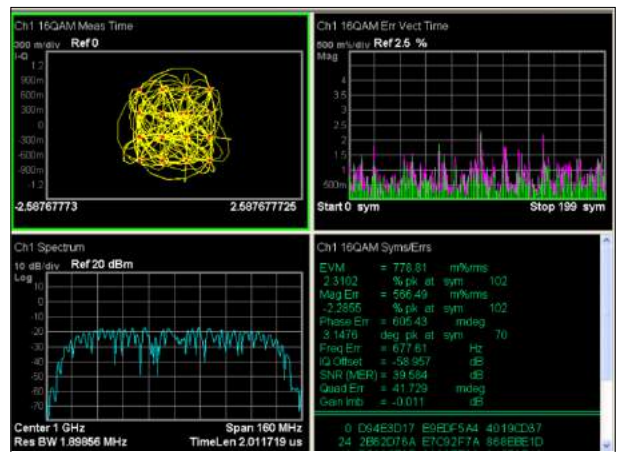 Ch1 16QAM Meas Time
300 m/div Ref 0
I-Q
1.2
900m
600m
300m
0
-300m
-600m
-900m
-1.2
-2.58767773 2.587677725
Ch1 16QAM Err Vect Time
500 m%/div Ref 2.5 %
Mag
4
3.5
3
2.5
2
1.5
1
500m
Start 0 sym Stop 199 sym
Ch1 Spectrum
10 dB/div Ref 20 dBm
Log
10
0
-10
-20
-30
-40
-50
-60
-70
Center 1 GHz Span 160 MHz
Res BW 1.89856 MHz TimeLen 2.011719 us
Ch1 16QAM Syms/Errs
EVM = 778.81 m%rms
2.3102 % pk at sym 102
Mag Err = 566.49 m%rms
-2.2855 % pk at sym 102
Phase Err = 605.43 mdeg
3.1476 deg pk at sym 70
Freq Err = 677.61 Hz
IQ Offset = -58.957 dB
SNR (MER) = 39.584 dB
Quad Err = 41.729 mdeg
Gain Imb = -0.011 dB
0 D94E3D17 E9EDF5A4 4019CD37
24 2B62D76A E7C92F7A 868EBE1D